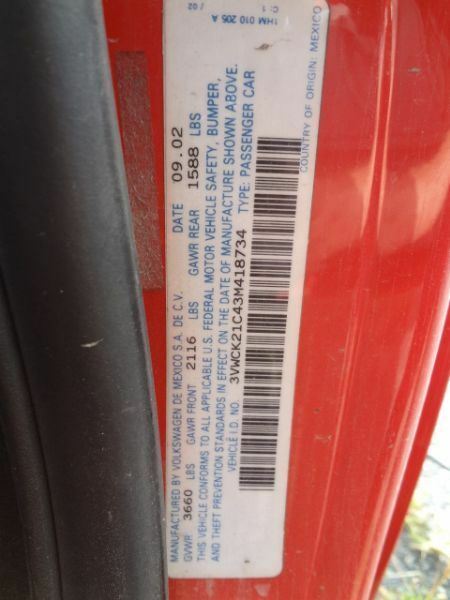 MANUFACTURED BY VOLKSWAGEN DE MEXICO S.A. DE C.V. DATE 09.02
GVWR 3660 LBS GAWR FRONT 2116 LBS GAWR REAR 1588 LBS
THIS VEHICLE CONFORMS TO ALL APPLICABLE U.S. FEDERAL MOTOR VEHICLE SAFETY, BUMPER,
AND THEFT PREVENTION STANDARDS IN EFFECT ON THE DATE OF MANUFACTURE SHOWN ABOVE.
VEHICLE I.D. NO. 3VWCK21C43M418734 TYPE: PASSENGER CAR
COUNTRY OF ORIGIN: MEXICO
1HM 010 205 A